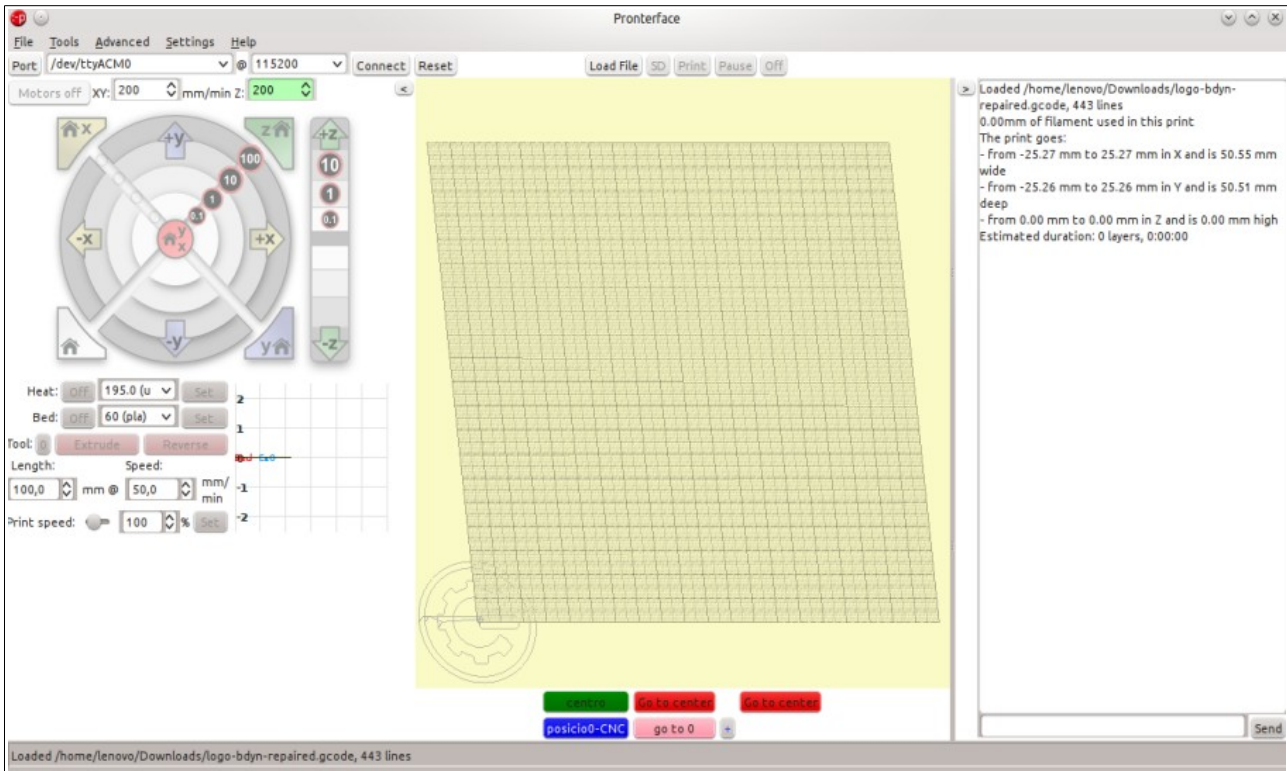 Pronterface
File Tools Advanced Settings Help
Port /dev/ttyACM0 @ 115200 Connect Reset Load File SD Print Pause Off
Motors off XY: 200 mm/min Z: 200 < >
x z +y +z
100
10
1
0.1
10
1
0.1
-x y x +x
-y y -z
Heat: Off 195.0 (u Set
Bed: Off 60 (pla) Set
Tool: 0 Extrude Reverse
Length: Speed:
100,0 mm @ 50,0 mm/
min
Print speed: 100 % Set
2
1
-1
-2
Ex0
Loaded /home/lenovo/Downloads/logo-bdyn-
repaired.gcode, 443 lines
0.00mm of filament used in this print
The print goes:
- from -25.27 mm to 25.27 mm in X and is 50.55 mm
wide
- from -25.26 mm to 25.26 mm in Y and is 50.51 mm
deep
- from 0.00 mm to 0.00 mm in Z and is 0.00 mm high
Estimated duration: 0 layers, 0:00:00
centro Go to center Go to center
posicio0-CNC go to 0 +
Send
Loaded /home/lenovo/Downloads/logo-bdyn-repaired.gcode, 443 lines